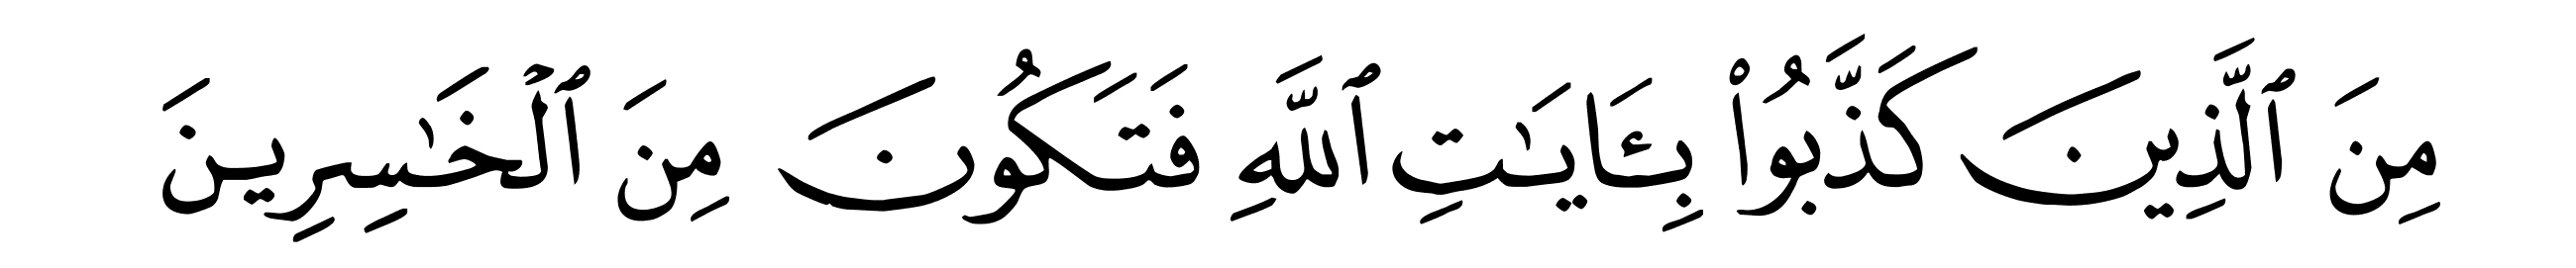 مِنَ ٱلَّذِينَ كَذَّبُوا۟ بِـَٔايَـٰتِ ٱللَّهِ فَتَكُونَ مِنَ ٱلْخَـٰسِرِينَ